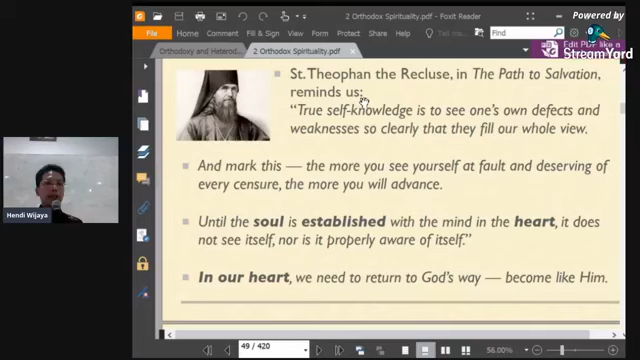 Powered by
StreamYard
2 Orthodox Spirituality.pdf - Foxit Reader
File
Home
Comment
View
Form
Protect
Share
Help
Tell me
Find
Orthodoxy and Heterod...
2 Orthodox Spirituality.pdf
Edit PDF like a
St. Theophan the Recluse, in The Path to Salvation,
reminds us:
“True self-knowledge is to see one's own defects and
weaknesses so clearly that they fill our whole view.
And mark this — the more you see yourself at fault and deserving of
every censure, the more you will advance.
Until the soul is established with the mind in the heart, it does
not see itself, nor is it properly aware of itself.”
In our heart, we need to return to God's way — become like Him.
Hendi Wijaya
49 / 420
56.00%